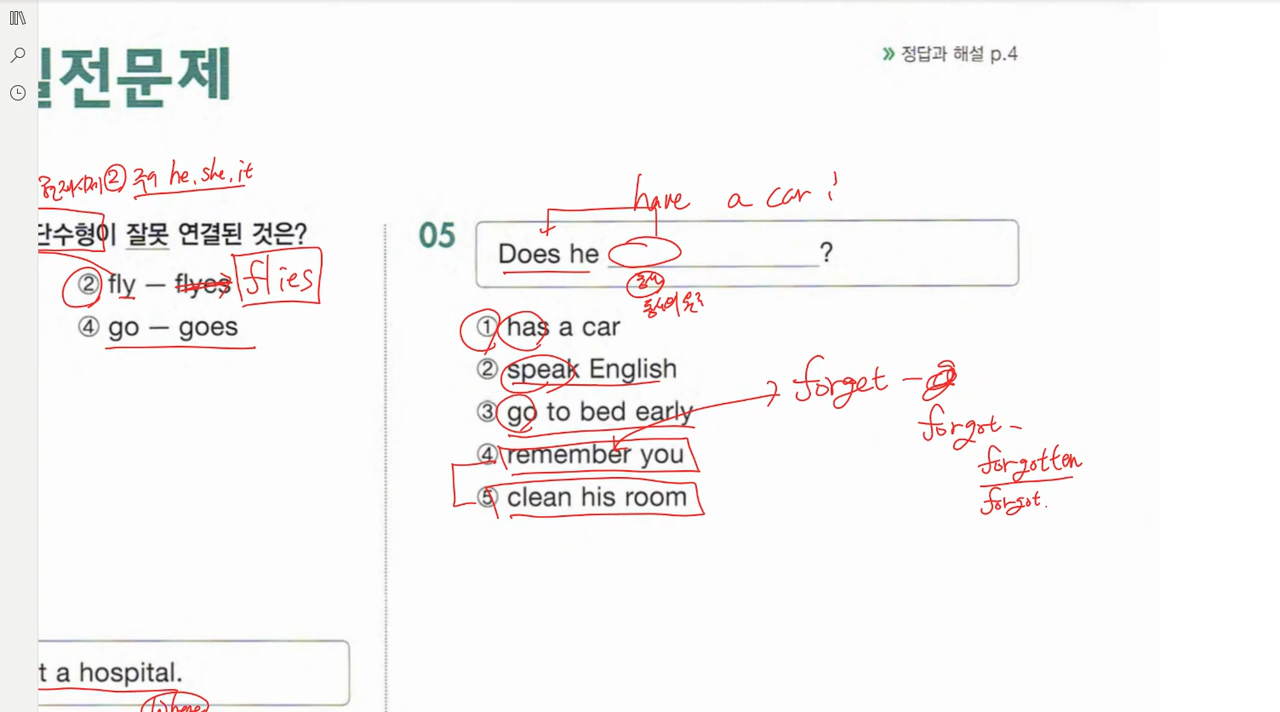 실전문제
» 정답과 해설 p.4
② 주어 he, she, it
단수형이 잘못 연결된 것은?
② fly — flyes flies
④ go — goes
have a car ?
05
Does he ?
동사
① has a car
② speak English
③ go to bed early
④ remember you
⑤ clean his room
forget -
forgot -
forgotten
forgot.
t a hospital.